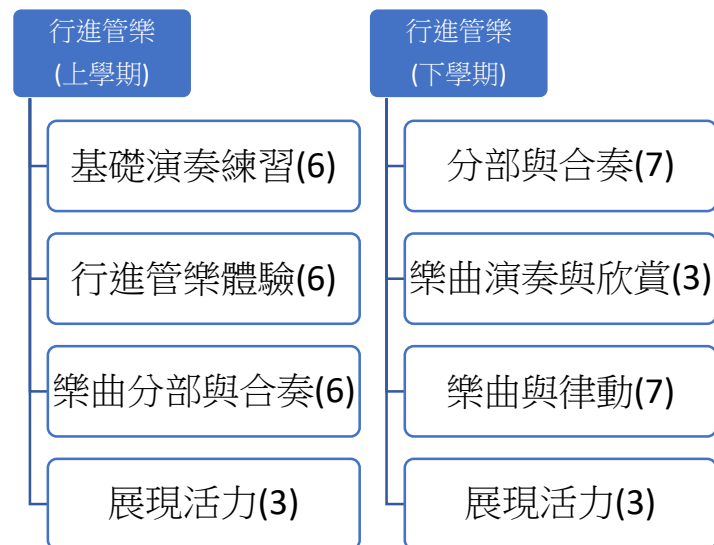 行進管樂
(上學期)
基礎演奏練習(6)
行進管樂體驗(6)
樂曲分部與合奏(6)
展現活力(3)
行進管樂
(下學期)
分部與合奏(7)
樂曲演奏與欣賞(3)
樂曲與律動(7)
展現活力(3)